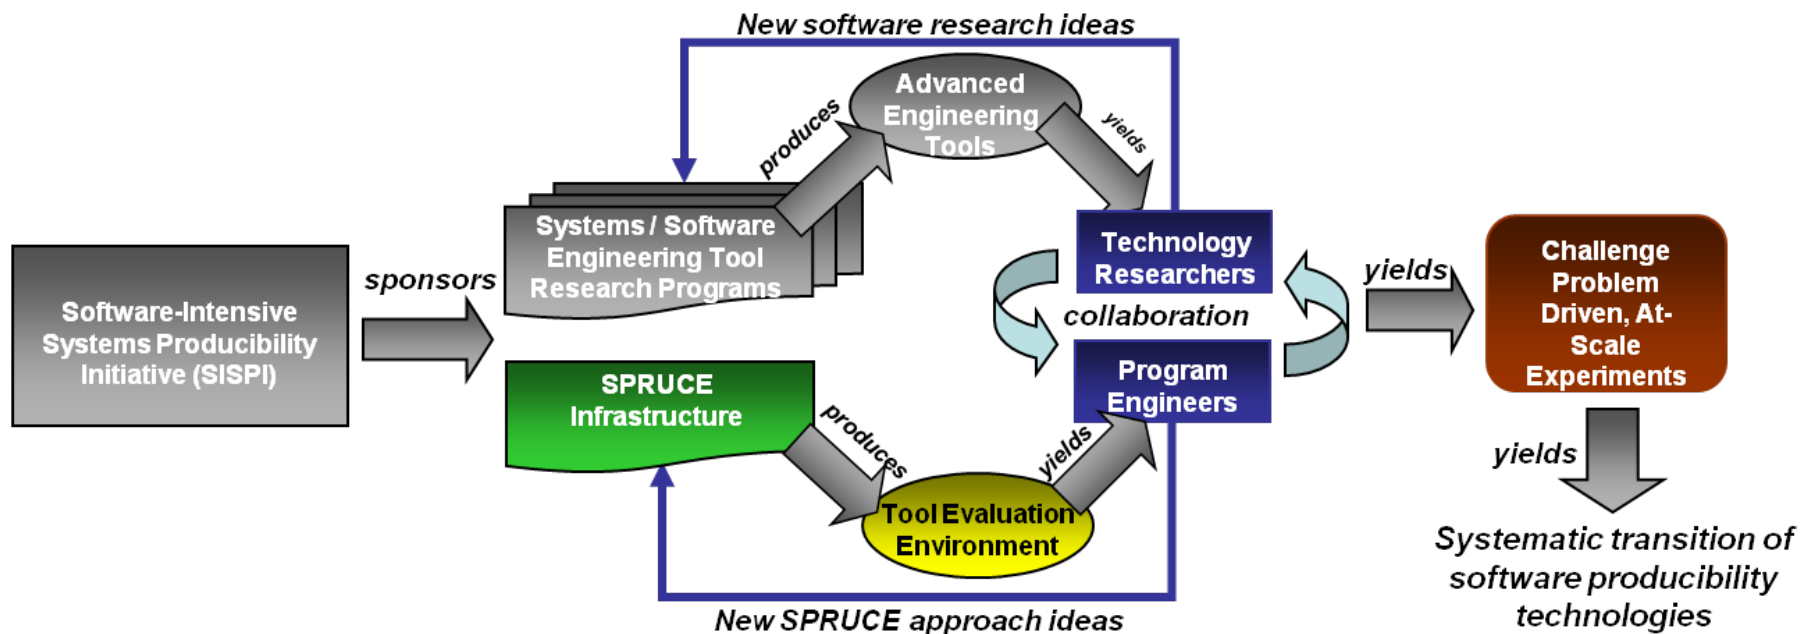 New software research ideas
Advanced
Engineering
Tools
produces
yields
Systems / Software
Engineering Tool
Research Programs
Technology
Researchers
Software-Intensive
Systems Producibility
Initiative (SISPI)
sponsors
collaboration
yields
Challenge
Problem
Driven, At-
Scale
Experiments
SPRUCE
Infrastructure
Program
Engineers
produces
yields
Tool Evaluation
Environment
New SPRUCE approach ideas
yields
Systematic transition of
software producibility
technologies